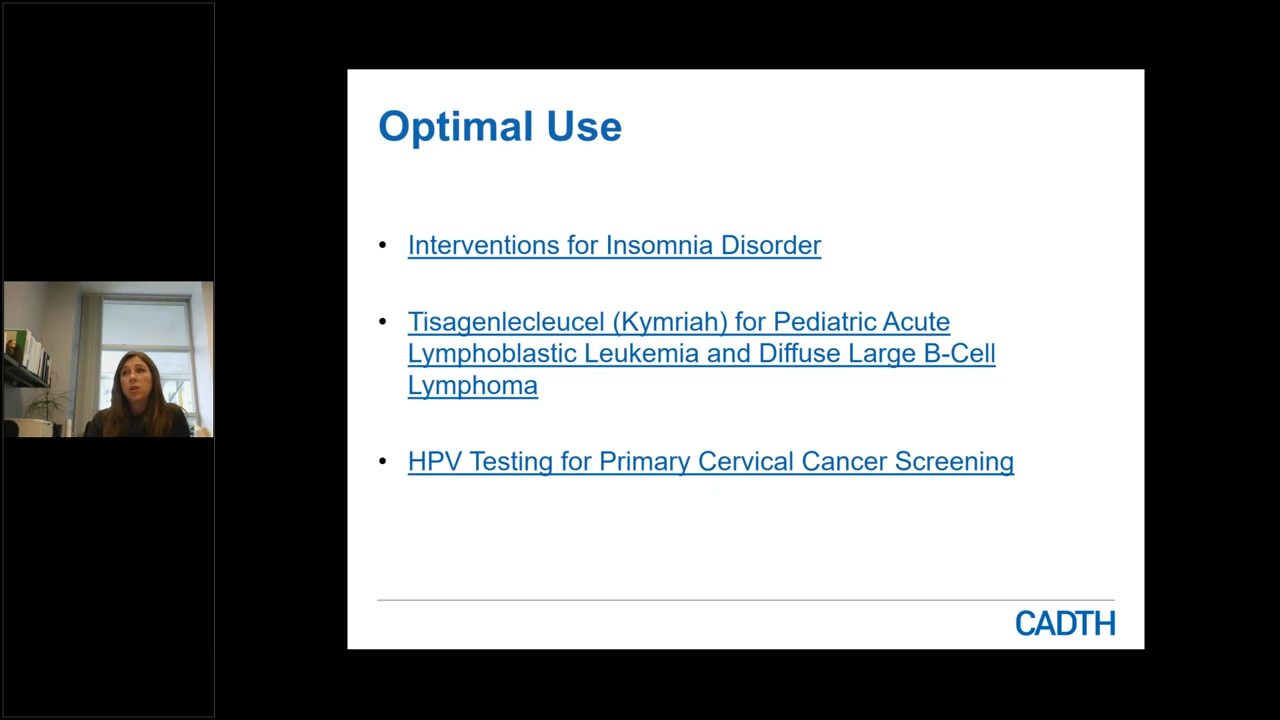 Optimal Use
• Interventions for Insomnia Disorder
• Tisagenlecleucel (Kymriah) for Pediatric Acute
Lymphoblastic Leukemia and Diffuse Large B-Cell
Lymphoma
• HPV Testing for Primary Cervical Cancer Screening
CADTH